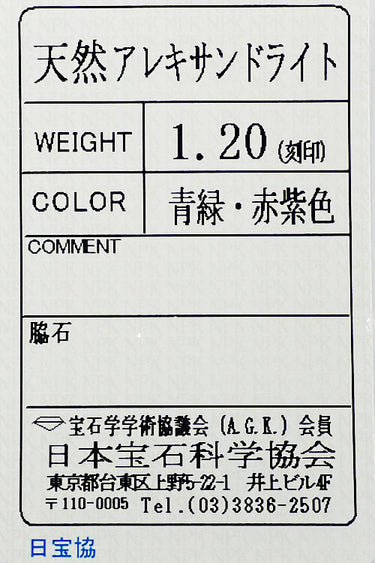 天然アレキサンドライト
WEIGHT 1.20 (刻印)
COLOR 青緑・赤紫色
COMMENT
脇石
宝石学学術協議会 (A.G.K.) 会員
日本宝石科学協会
東京都台東区上野5-22-1 井上ビル4F
〒110-0005 Tel.(03)3836-2507
日宝協